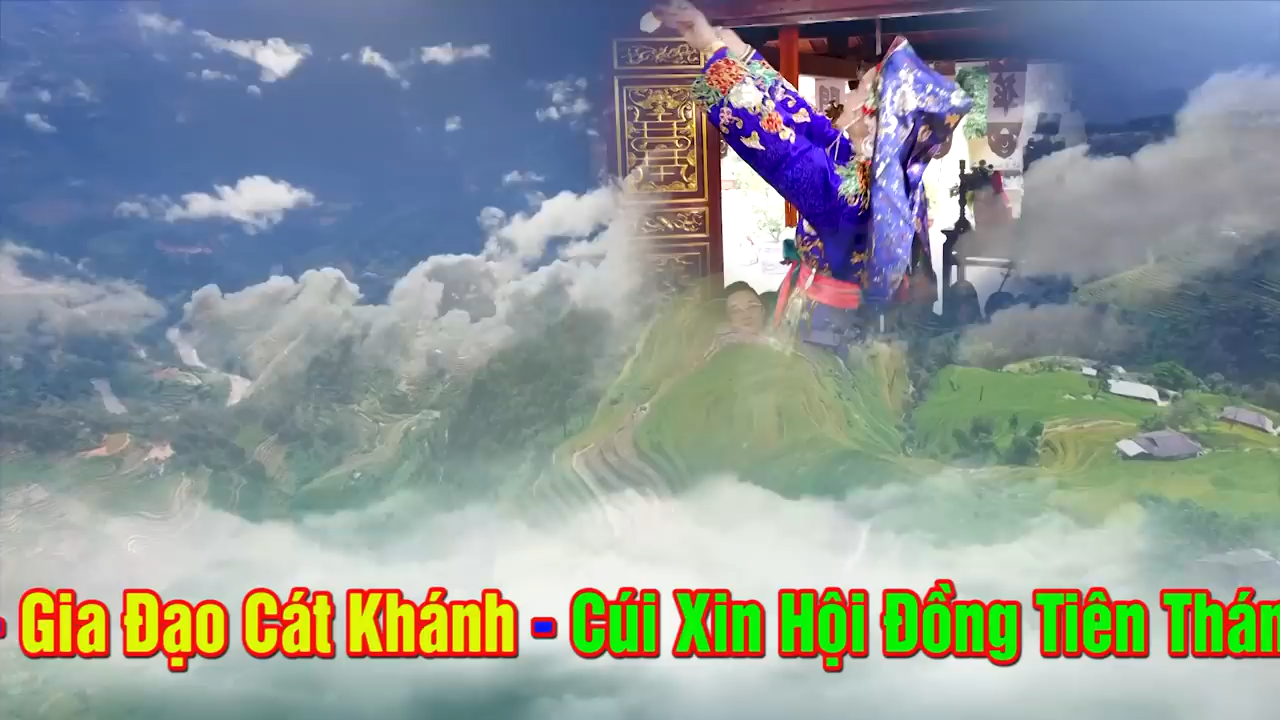 - Gia Đạo Cát Khánh - Cúi Xin Hội Đồng Tiên Thán